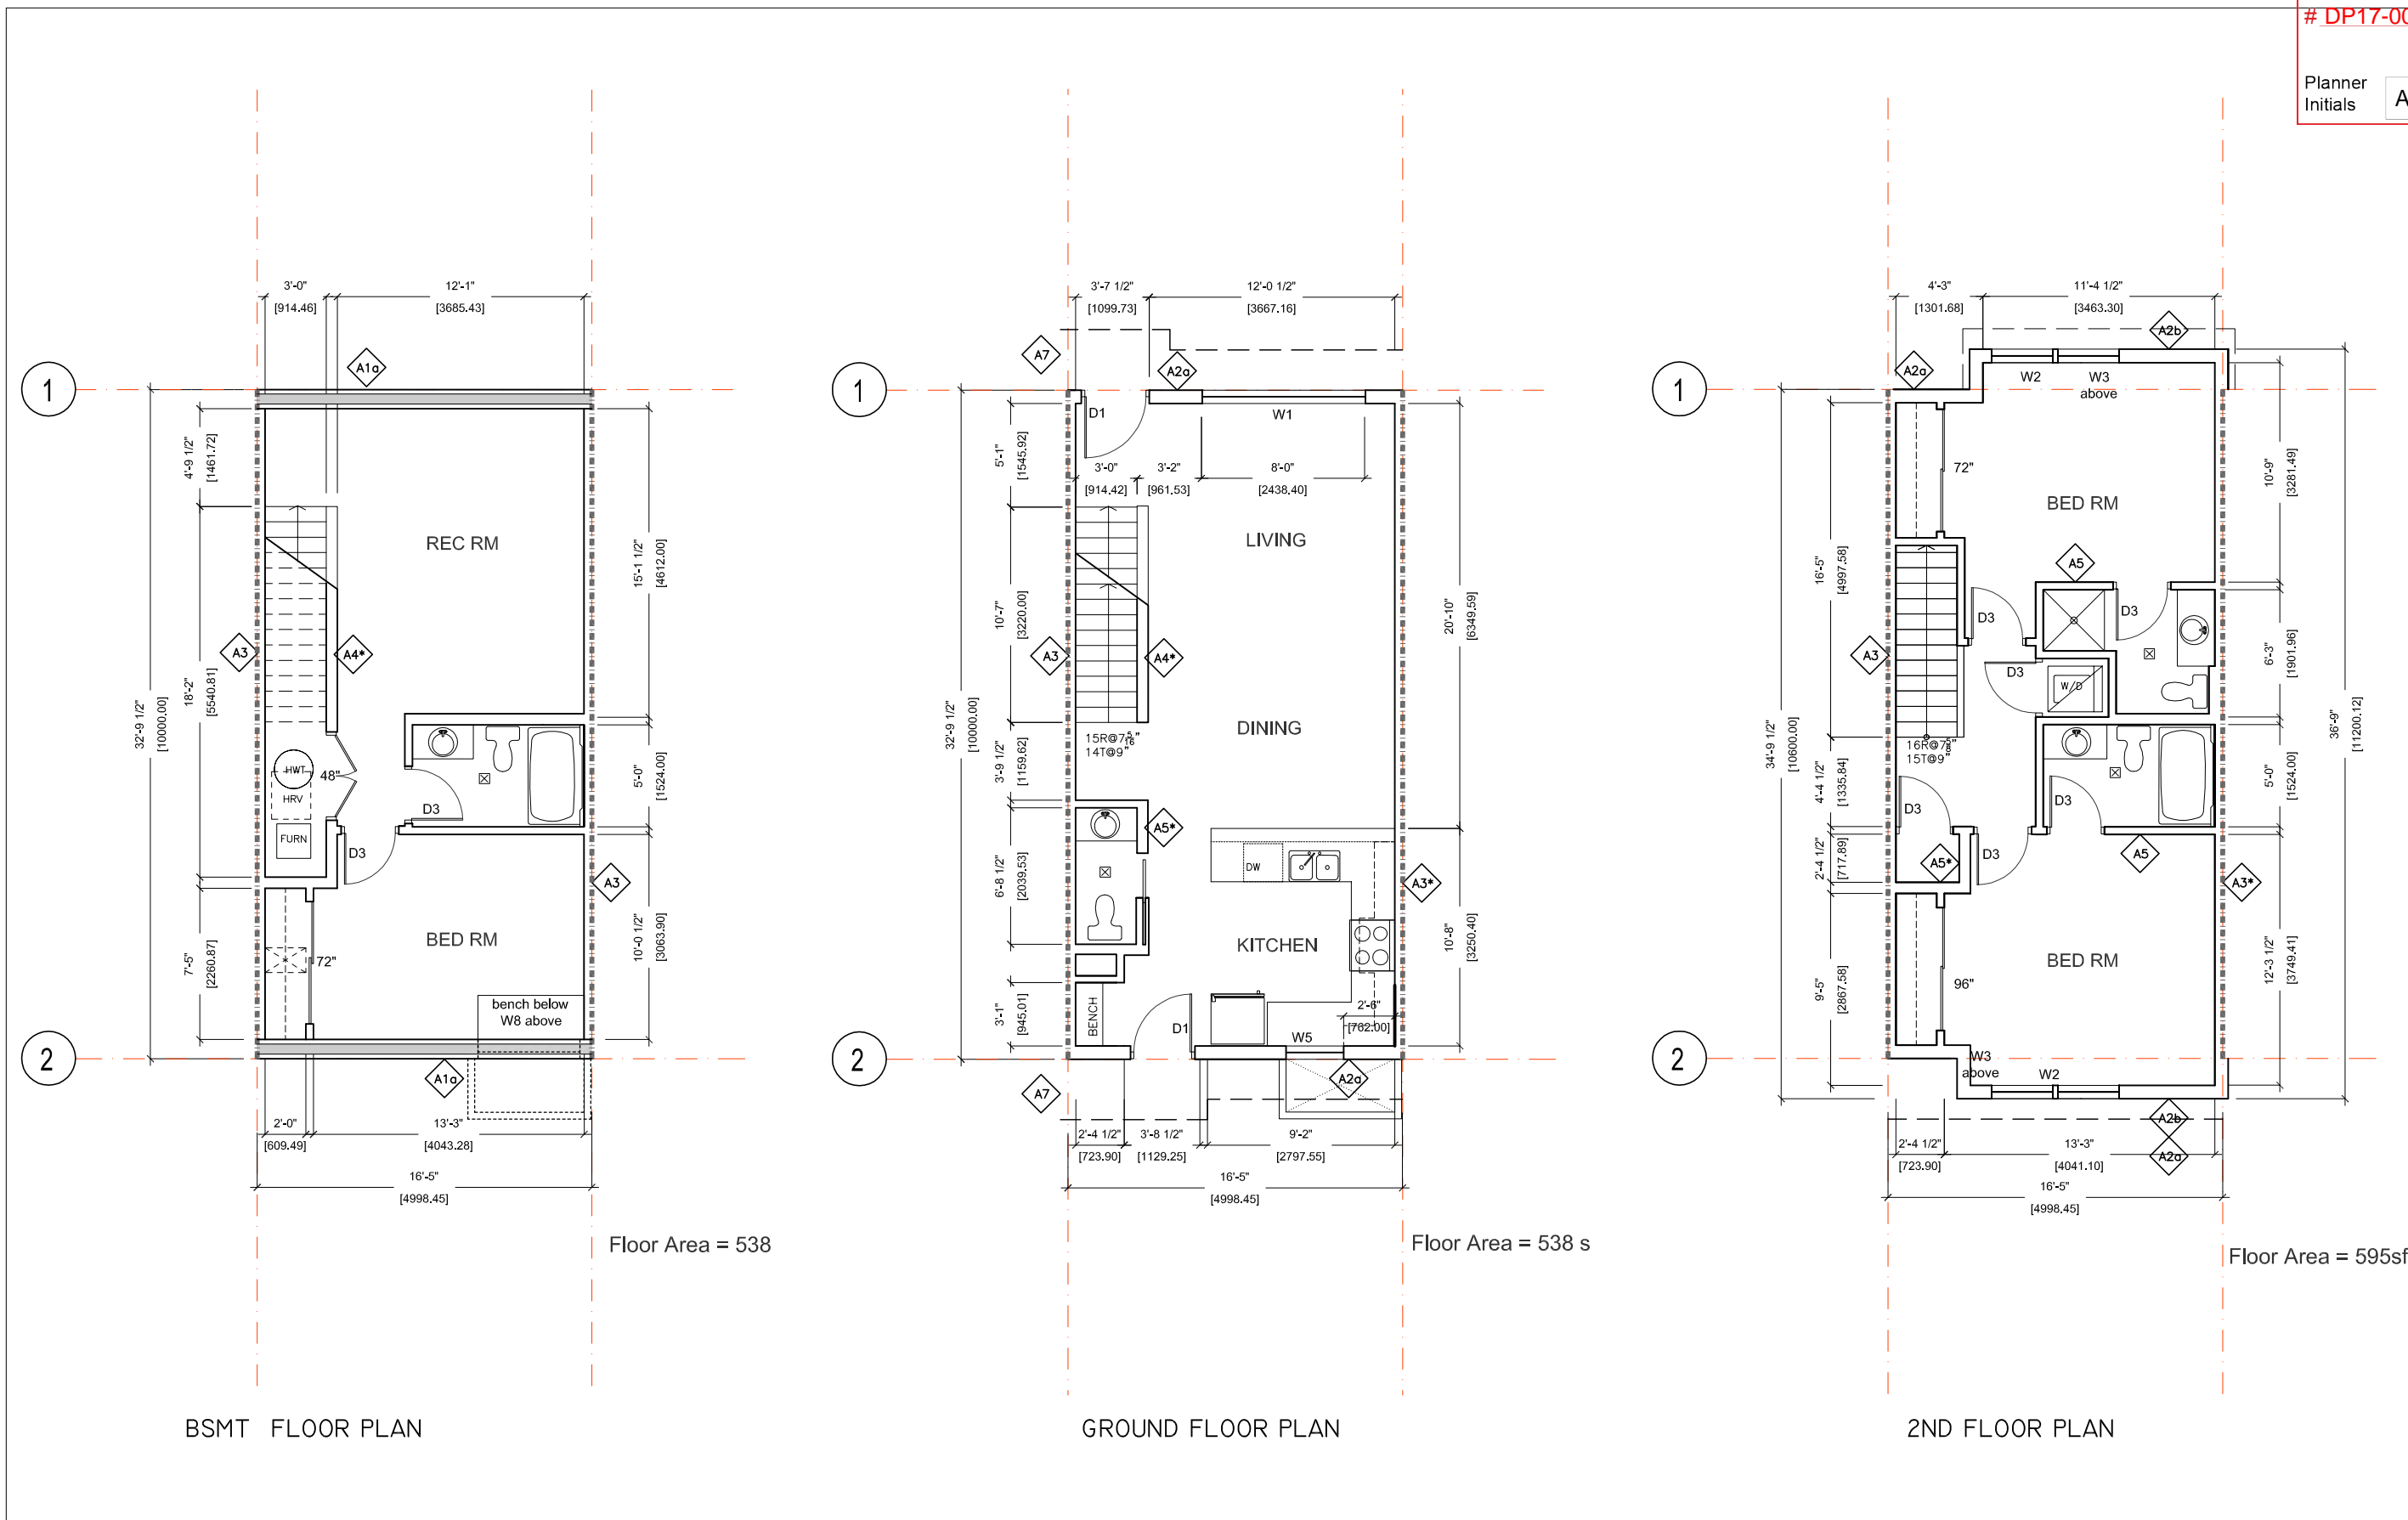 # DP17-00
Planner
Initials
A
3'-0"
[914.46]
12'-1"
[3685.43]
A1a
1
4'-9 1/2"
[1461.72]
REC RM
15'-1 1/2"
[4612.00]
A3
A4*
18'-2"
[5540.81]
32'-9 1/2"
[10000.00]
HWT
48"
HRV
FURN
D3
D3
5'-0"
[1524.00]
A3
BED RM
10'-0 1/2"
[3063.90]
7'-5"
[2260.87]
72"
bench below
W8 above
2
A1a
2'-0"
[609.49]
13'-3"
[4043.28]
16'-5"
[4998.45]
Floor Area = 538
BSMT FLOOR PLAN
3'-7 1/2"
[1099.73]
12'-0 1/2"
[3667.16]
A7
A2a
1
D1
W1
5'-1"
[1545.92]
3'-0"
[914.42]
3'-2"
[961.53]
8'-0"
[2438.40]
LIVING
10'-7"
[3220.00]
20'-10"
[6349.59]
A3
A4*
32'-9 1/2"
[10000.00]
DINING
15R@7 5/16"
14T@9"
3'-9 1/2"
[1159.62]
A5*
DW
6'-8 1/2"
[2039.53]
A3*
KITCHEN
10'-8"
[3250.40]
3'-1"
[945.01]
BENCH
D1
W5
2'-6"
[762.00]
2
A7
A2a
2'-4 1/2"
[723.90]
3'-8 1/2"
[1129.25]
9'-2"
[2797.55]
16'-5"
[4998.45]
Floor Area = 538 s
GROUND FLOOR PLAN
4'-3"
[1301.68]
11'-4 1/2"
[3463.30]
A2b
A2a
1
W2
W3
above
72"
BED RM
10'-9"
[3281.49]
A5
16'-5"
[4997.58]
D3
D3
D3
W/D
6'-3"
[1901.96]
A3
36'-9"
[11200.12]
34'-9 1/2"
[10600.00]
16R@7
15T@9"
4'-4 1/2"
[1335.84]
D3
D3
5'-0"
[1524.00]
2'-4 1/2"
[717.89]
A5*
D3
A5
A3*
BED RM
12'-3 1/2"
[3749.41]
9'-5"
[2867.58]
96"
2
W3
above
W2
A2b
A2a
2'-4 1/2"
[723.90]
13'-3"
[4041.10]
16'-5"
[4998.45]
Floor Area = 595sf
2ND FLOOR PLAN